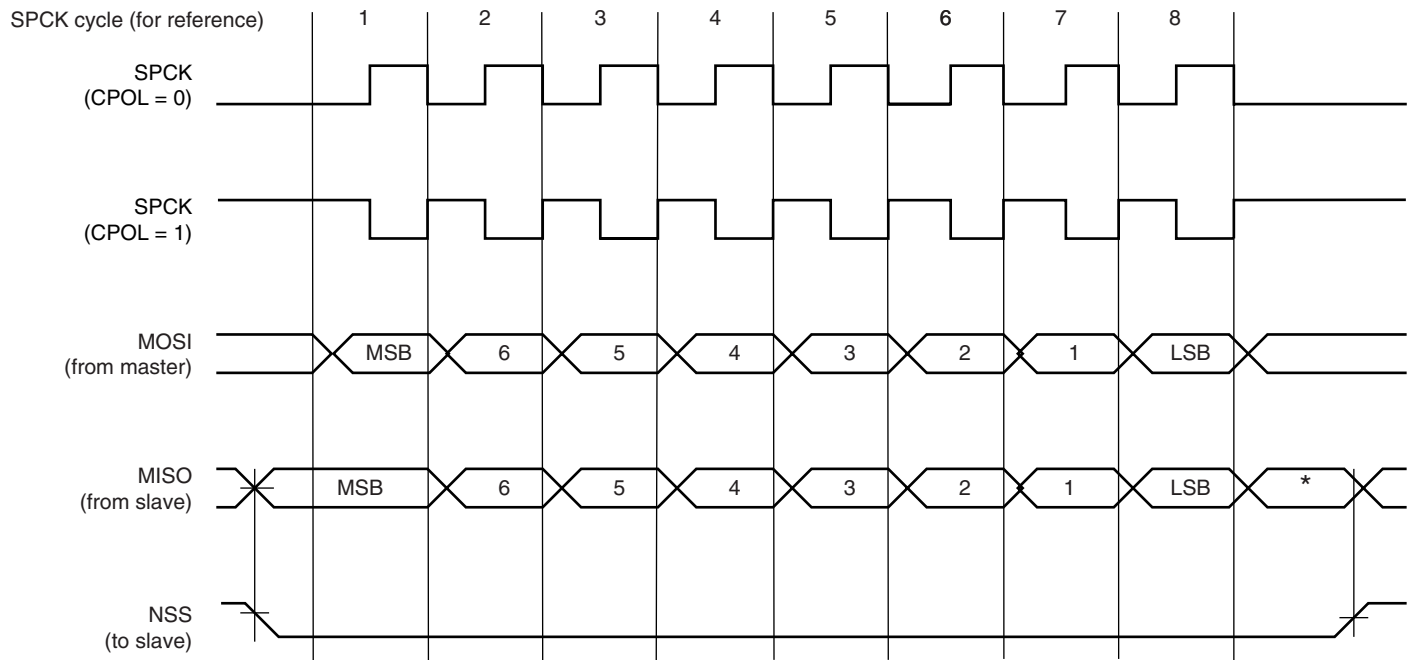 SPCK cycle (for reference) 1 2 3 4 5 6 7 8
SPCK
(CPOL = 0)
SPCK
(CPOL = 1)
MOSI
(from master)
MSB 6 5 4 3 2 1 LSB
MISO
(from slave)
MSB 6 5 4 3 2 1 LSB *
NSS
(to slave)